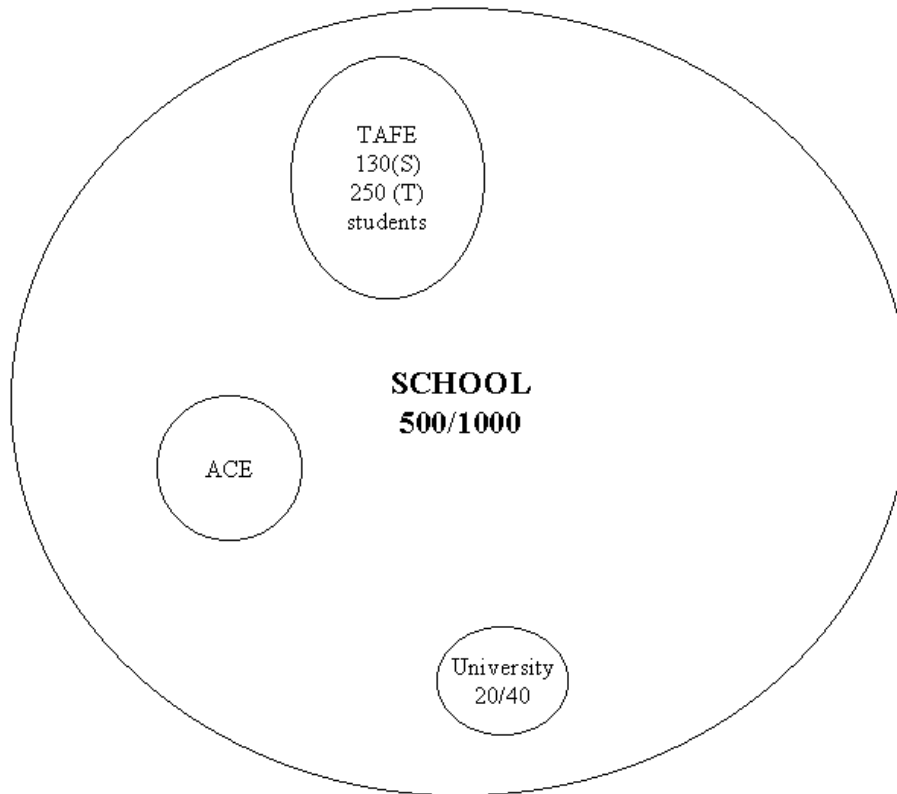 TAFE
130(S)
250 (T)
students
SCHOOL
500/1000
ACE
University
20/40